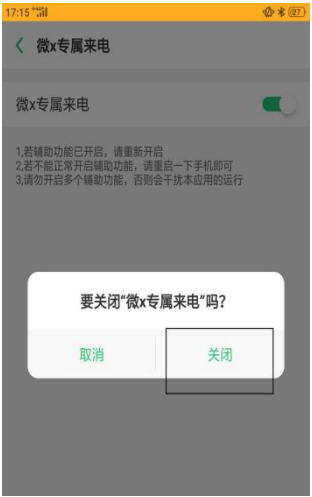 17:15
27
微x专属来电
微x专属来电
1,若辅助功能已开启，请重新开启
2,若不能正常开启辅助功能，请重启一下手机即可
3,请勿开启多个辅助功能，否则会干扰本应用的运行
要关闭“微x专属来电”吗?
取消
关闭